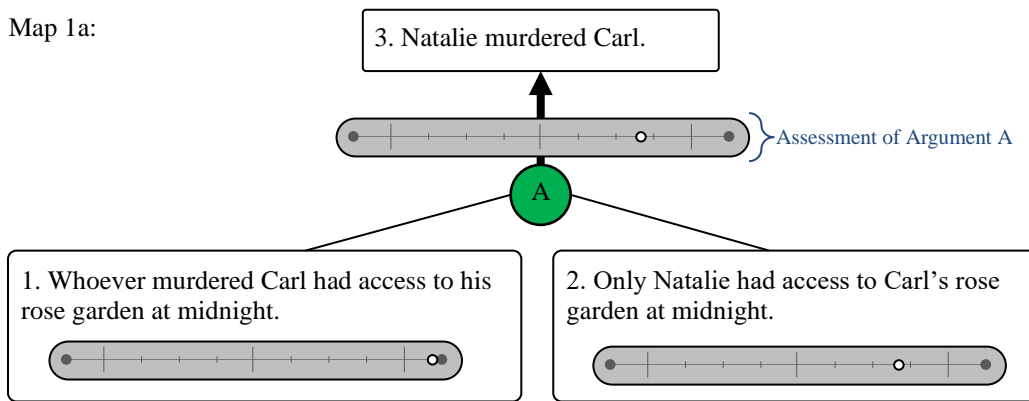 Map 1a:
3. Natalie murdered Carl.
Assessment of Argument A
A
1. Whoever murdered Carl had access to his
rose garden at midnight.
2. Only Natalie had access to Carl’s rose
garden at midnight.